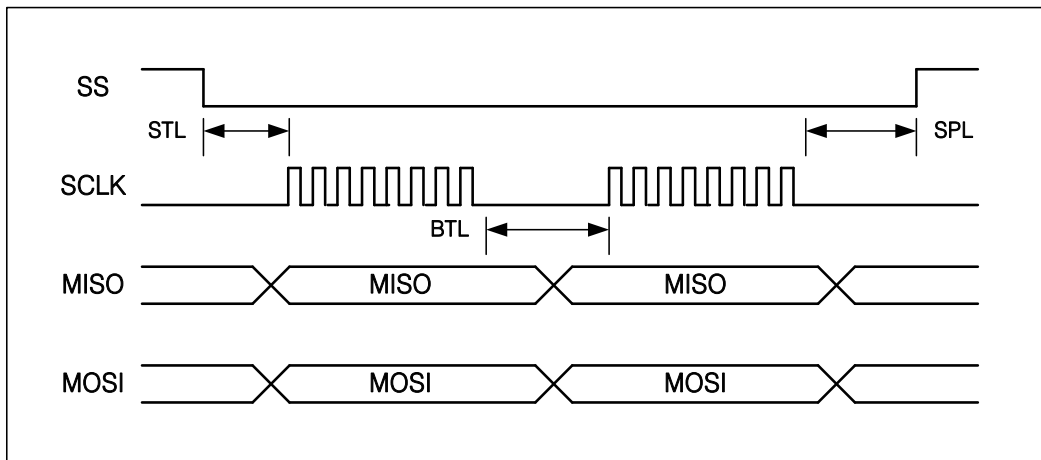 SS
STL
SPL
SCLK
BTL
MISO MISO MISO
MOSI MOSI MOSI